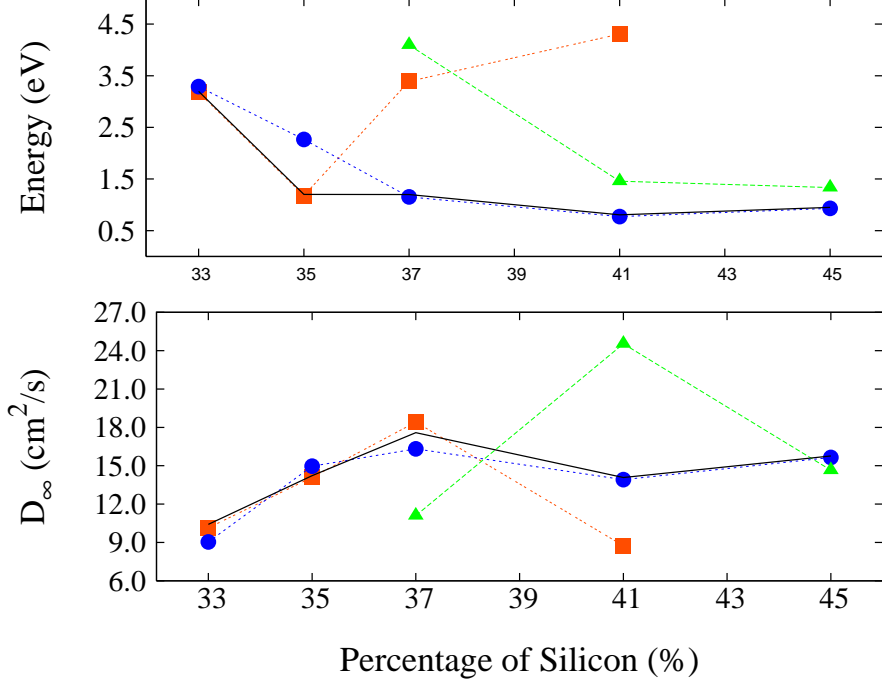 Energy (eV)
4.5
3.5
2.5
1.5
0.5
33 35 37 39 41 43 45
D∞ (cm²/s)
27.0
24.0
21.0
18.0
15.0
12.0
9.0
6.0
33 35 37 39 41 43 45
Percentage of Silicon (%)